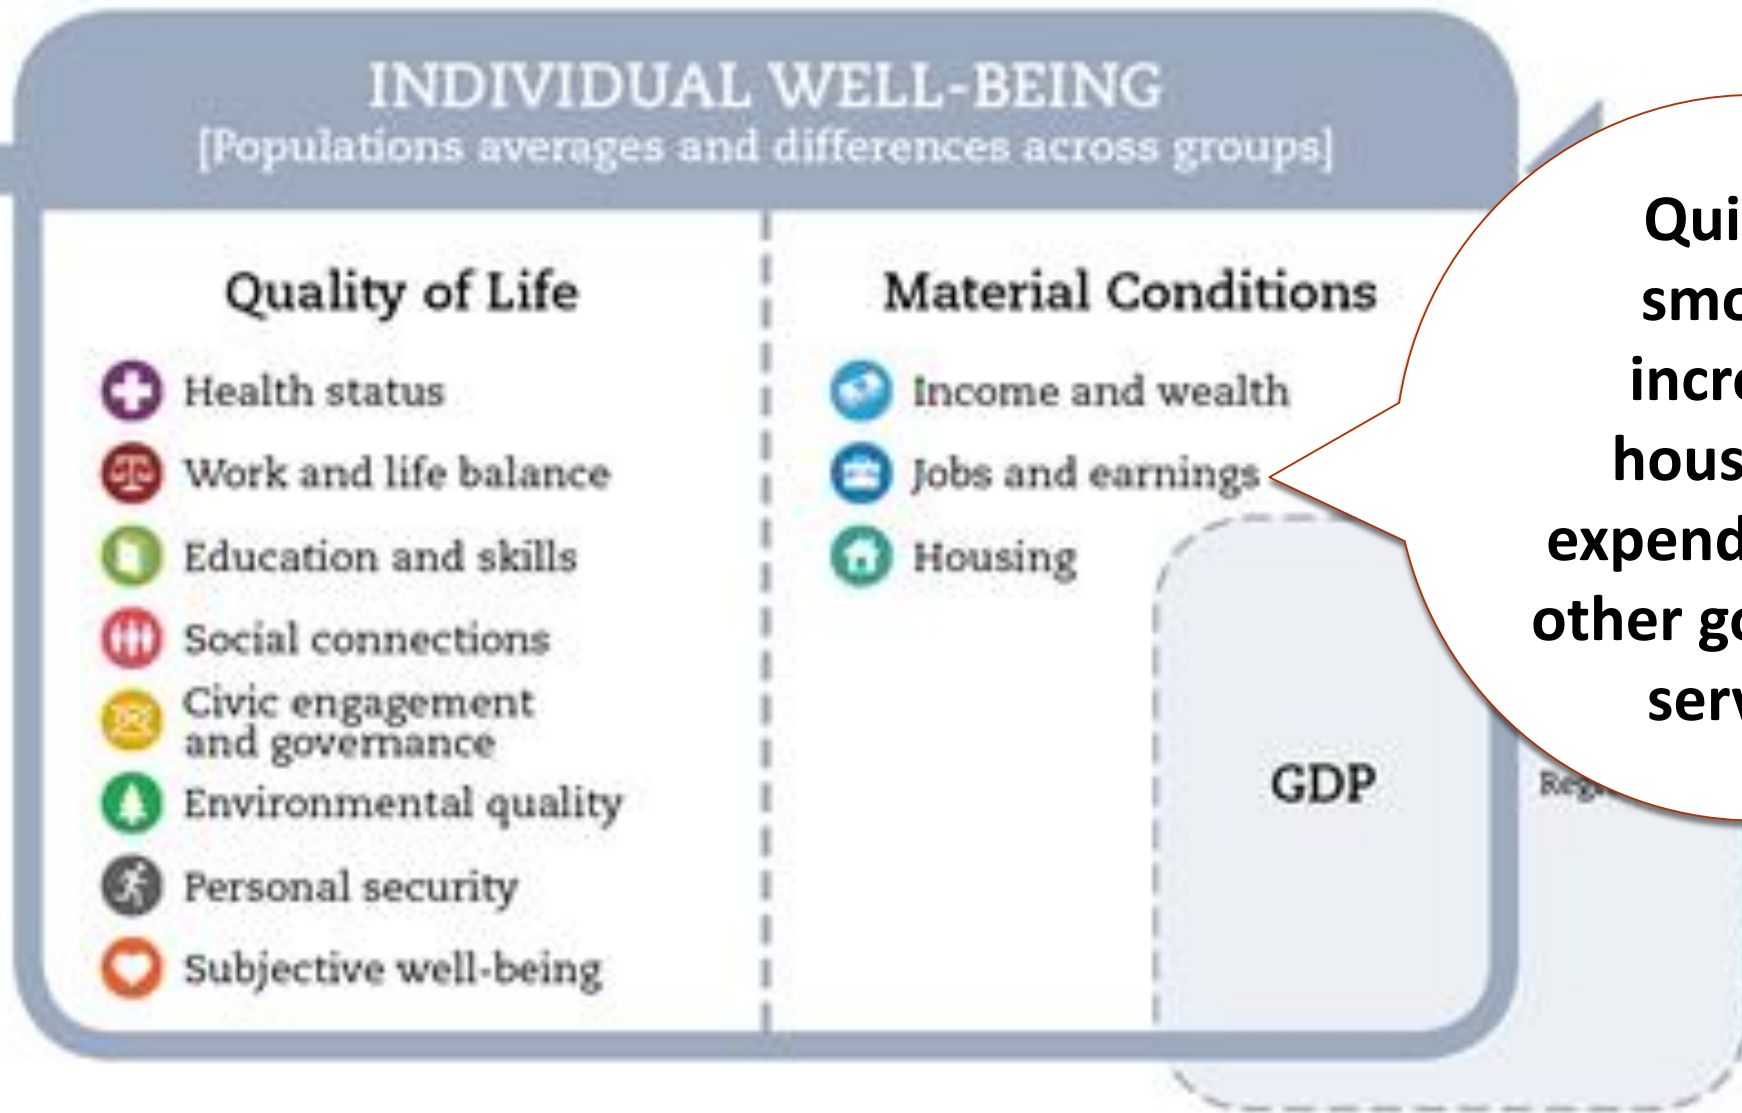 INDIVIDUAL WELL-BEING
[Populations averages and differences across groups]
Quality of Life
Health status
Work and life balance
Education and skills
Social connections
Civic engagement
and governance
Environmental quality
Personal security
Subjective well-being
Material Conditions
Income and wealth
Jobs and earnings
Housing
GDP
other